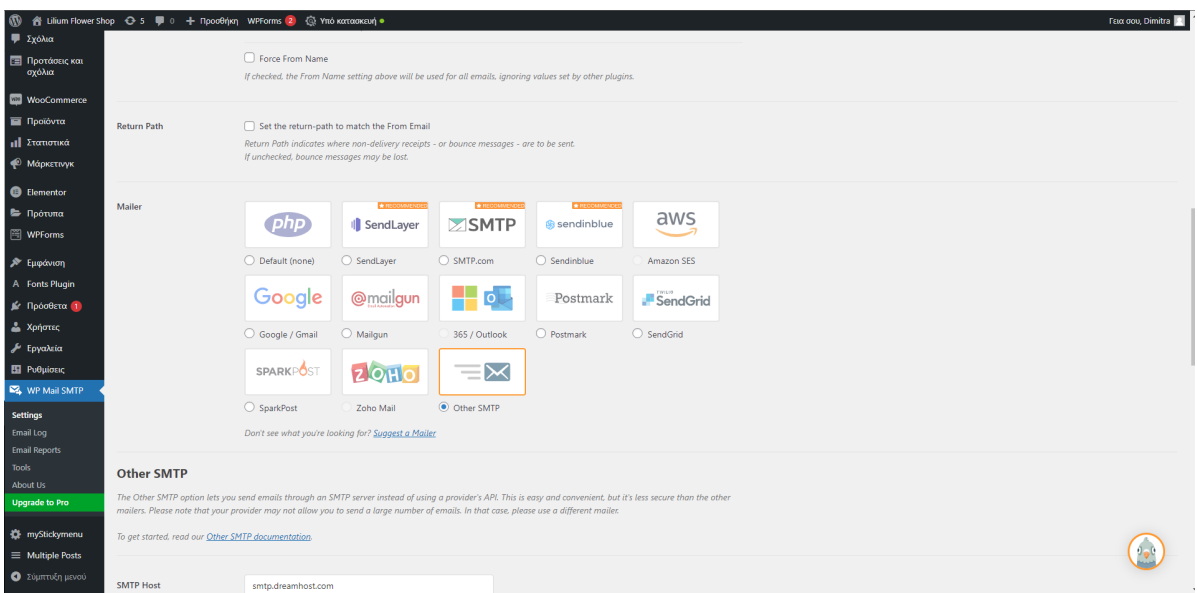 Lilium Flower Shop 5 0 Προσθήκη WPForms 2 Υπό κατασκευή Γεια σου, Dimitra
Σχόλια
Προτάσεις και
σχόλια
WooCommerce
Προϊόντα
Στατιστικά
Μάρκετινγκ
Elementor
Πρότυπα
WPForms
Εμφάνιση
Fonts Plugin
Πρόσθετα 1
Χρήστες
Εργαλεία
Ρυθμίσεις
WP Mail SMTP
Settings
Email Log
Email Reports
Tools
About Us
Upgrade to Pro
myStickymenu
Multiple Posts
Σύμπτυξη μενού
Force From Name
If checked, the From Name setting above will be used for all emails, ignoring values set by other plugins.
Return Path
Set the return-path to match the From Email
Return Path indicates where non-delivery receipts - or bounce messages - are to be sent.
If unchecked, bounce messages may be lost.
Mailer
RECOMMENDED RECOMMENDED RECOMMENDED
php SendLayer SMTP sendinblue aws
Default (none) SendLayer SMTP.com Sendinblue Amazon SES
Google @mailgun Postmark SendGrid
Google / Gmail Mailgun 365 / Outlook Postmark SendGrid
SPARKPOST ZOHO
SparkPost Zoho Mail Other SMTP
Don't see what you're looking for? Suggest a Mailer
Other SMTP
The Other SMTP option lets you send emails through an SMTP server instead of using a provider's API. This is easy and convenient, but it's less secure than the other
mailers. Please note that your provider may not allow you to send a large number of emails. In that case, please use a different mailer.
To get started, read our Other SMTP documentation.
SMTP Host smtp.dreamhost.com